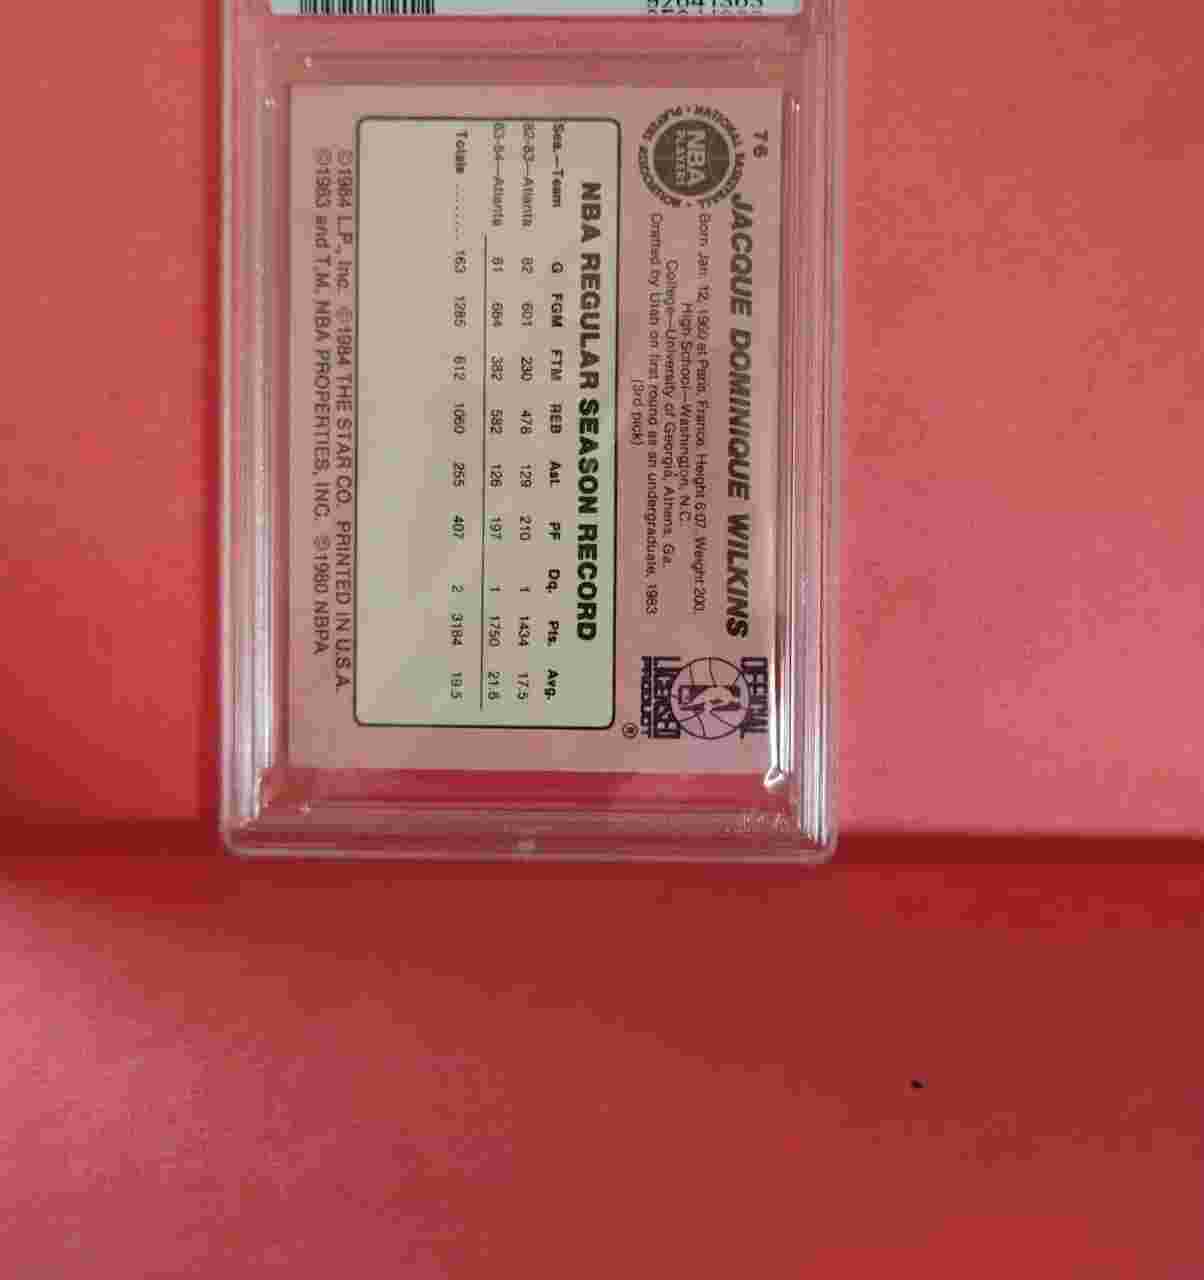 76
JACQUE DOMINIQUE WILKINS
Born Jan. 12, 1960 at Paris, France. Height 6:07. Weight 200.
High School—Washington, N.C.
College—University of Georgia, Athens, Ga.
Drafted by Utah on first round as an undergraduate, 1983
(3rd pick)
NATIONAL BASKETBALL PLAYERS ASSOCIATION
NBA
PLAYERS
OFFICIAL
LICENSED
PRODUCT
®
NBA REGULAR SEASON RECORD
Sea.—Team G FGM FTM REB Ast. PF Dq. Pts. Avg.
82-83—Atlanta 82 601 230 478 129 210 1 1434 17.5
83-84—Atlanta 81 684 382 582 126 197 1 1750 21.6
Totals ........ 163 1285 612 1060 255 407 2 3184 19.5
©1984 L.P., Inc. ©1984 THE STAR CO. PRINTED IN U.S.A.
©1983 and T.M. NBA PROPERTIES, INC. ©1980 NBPA